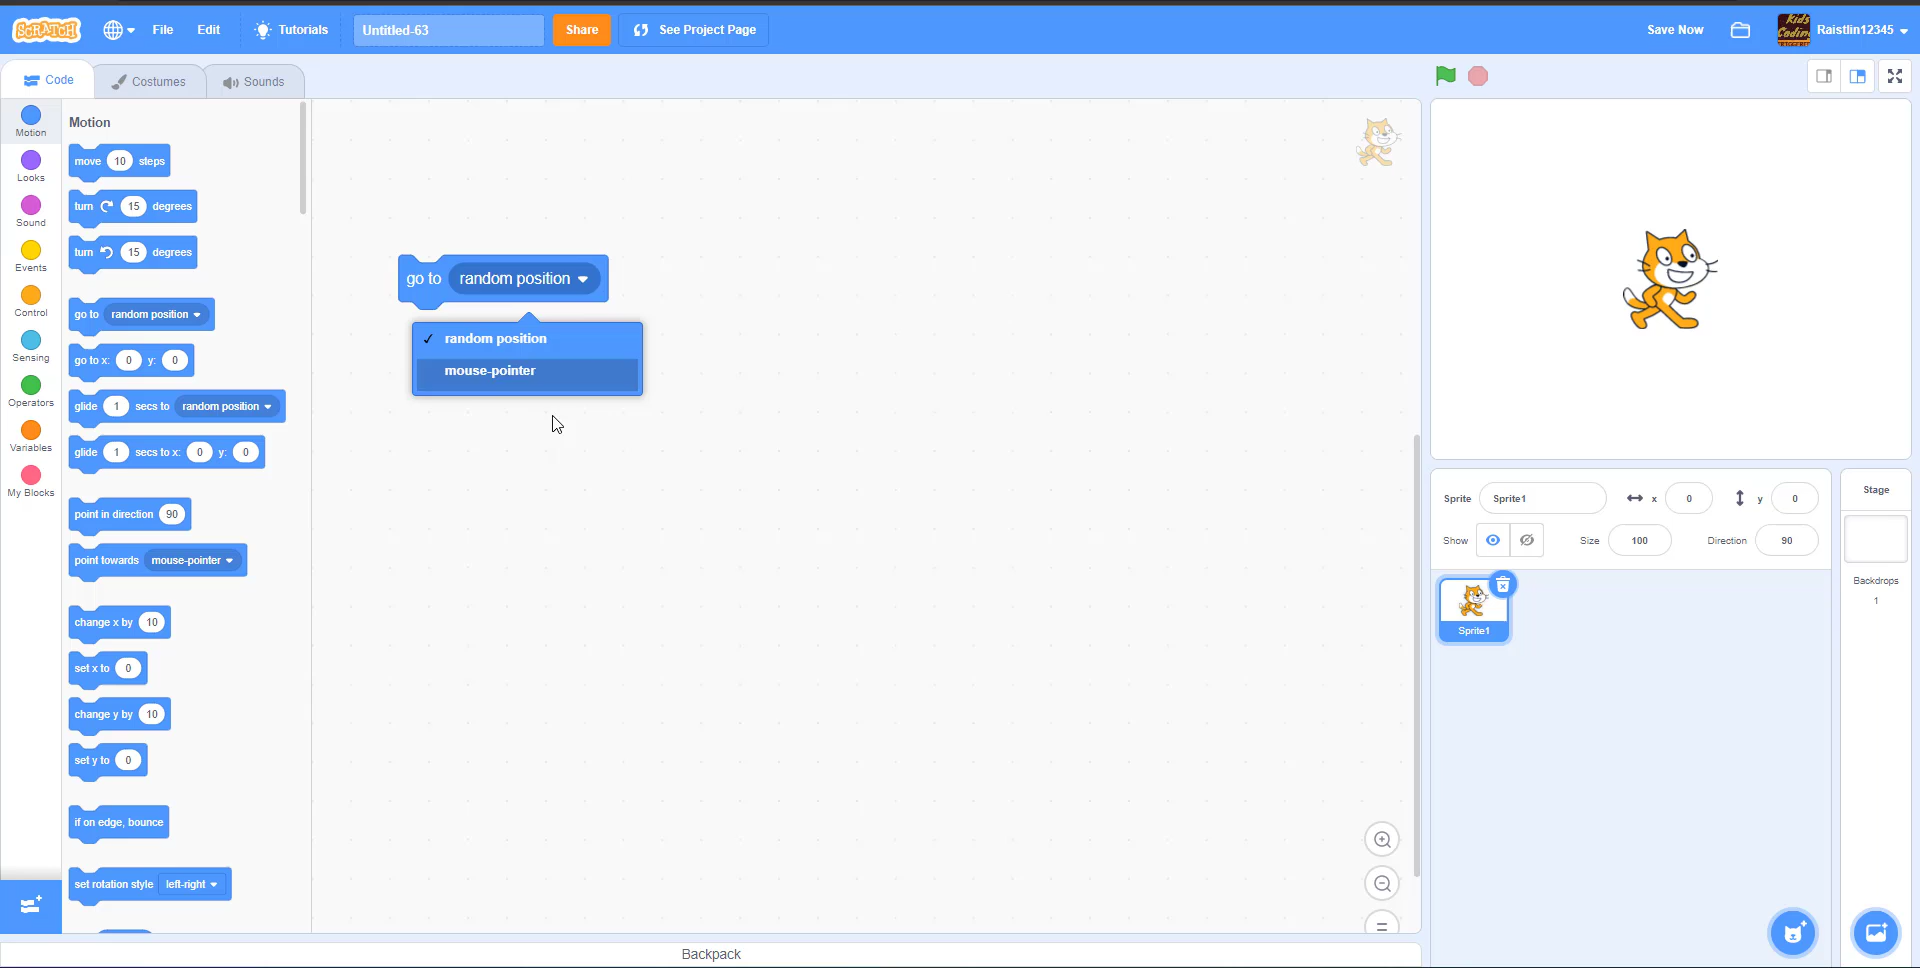 SCRATCH
File
Edit
Tutorials
Untitled-63
Share
See Project Page
Save Now
Kids
Coding
Raistlin12345
Code
Costumes
Sounds
Motion
Looks
Sound
Events
Control
Sensing
Operators
Variables
My Blocks
Motion
move 10 steps
turn 15 degrees
turn 15 degrees
go to random position
go to x: 0 y: 0
glide 1 secs to random position
glide 1 secs to x: 0 y: 0
point in direction 90
point towards mouse-pointer
change x by 10
set x to 0
change y by 10
set y to 0
if on edge, bounce
set rotation style left-right
go to random position
✓ random position
mouse-pointer
Backpack
Sprite Sprite1 x 0 y 0
Show Size 100 Direction 90
Sprite1
Stage
Backdrops
1